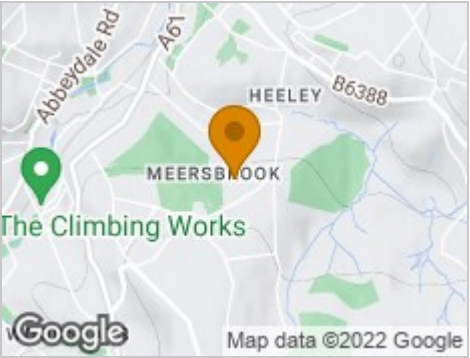 Abbeydale Rd
A61
HEELEY
B6388
MEERSBROOK
The Climbing Works
Google
Map data ©2022 Google